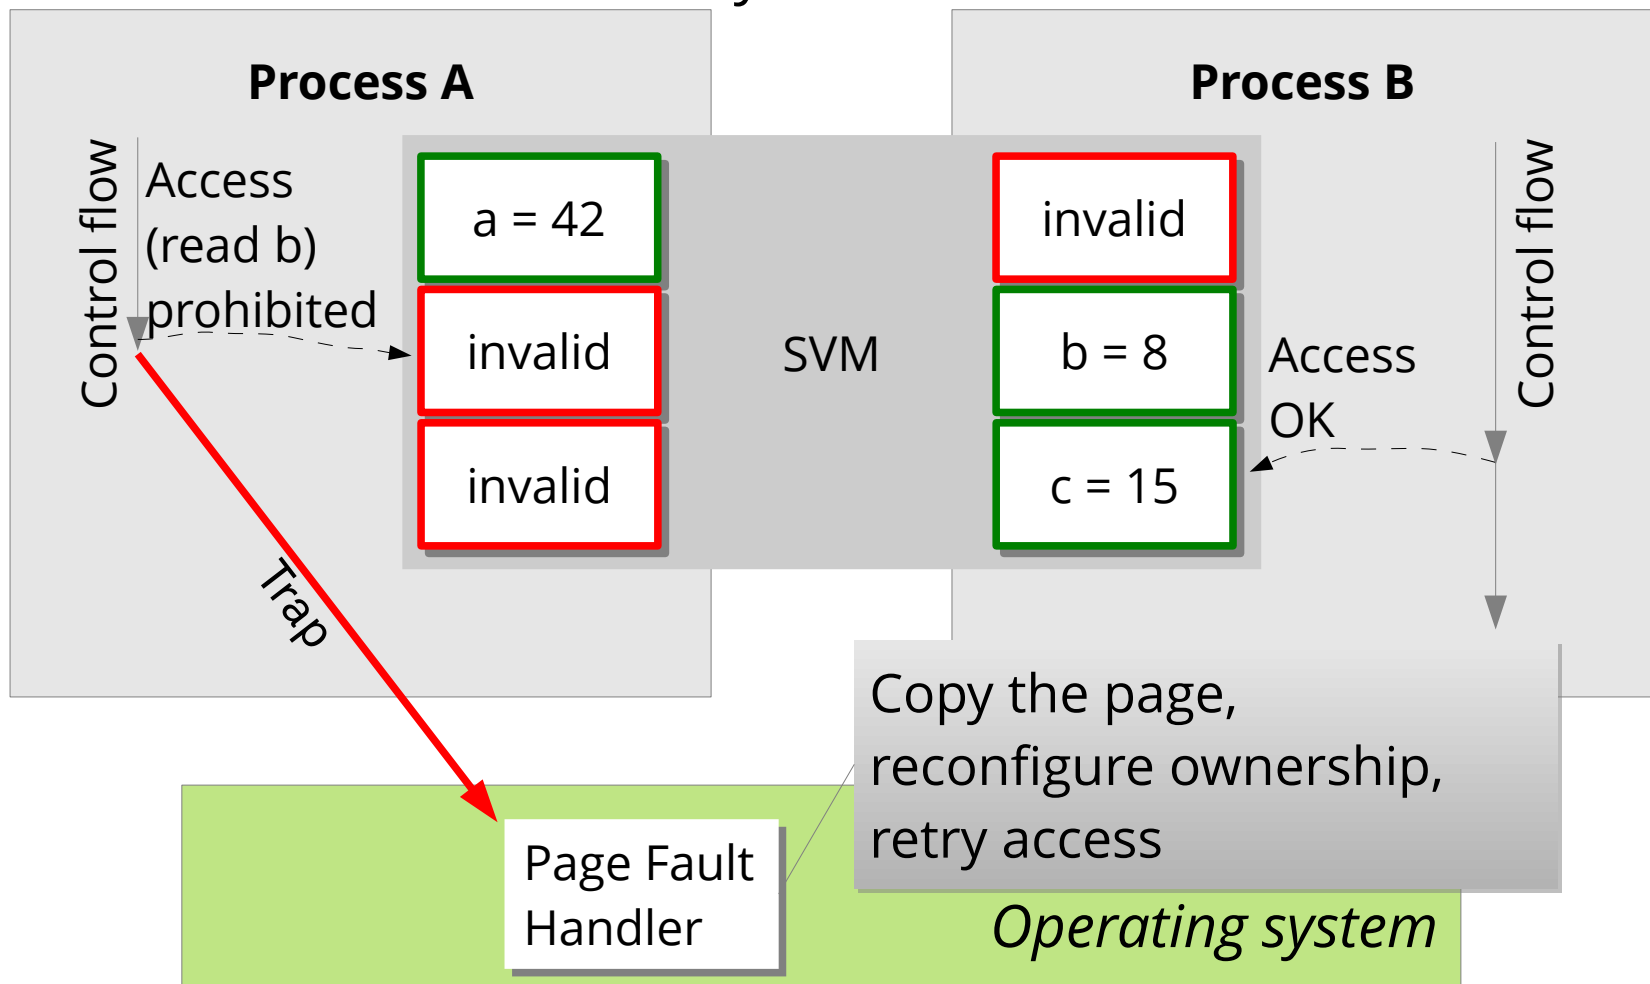 Process A
Process B
Control flow
Access
(read b)
prohibited
a = 42
invalid
invalid
SVM
invalid
b = 8
c = 15
Access
OK
Control flow
Trap
Copy the page,
reconfigure ownership,
retry access
Page Fault
Handler
Operating system